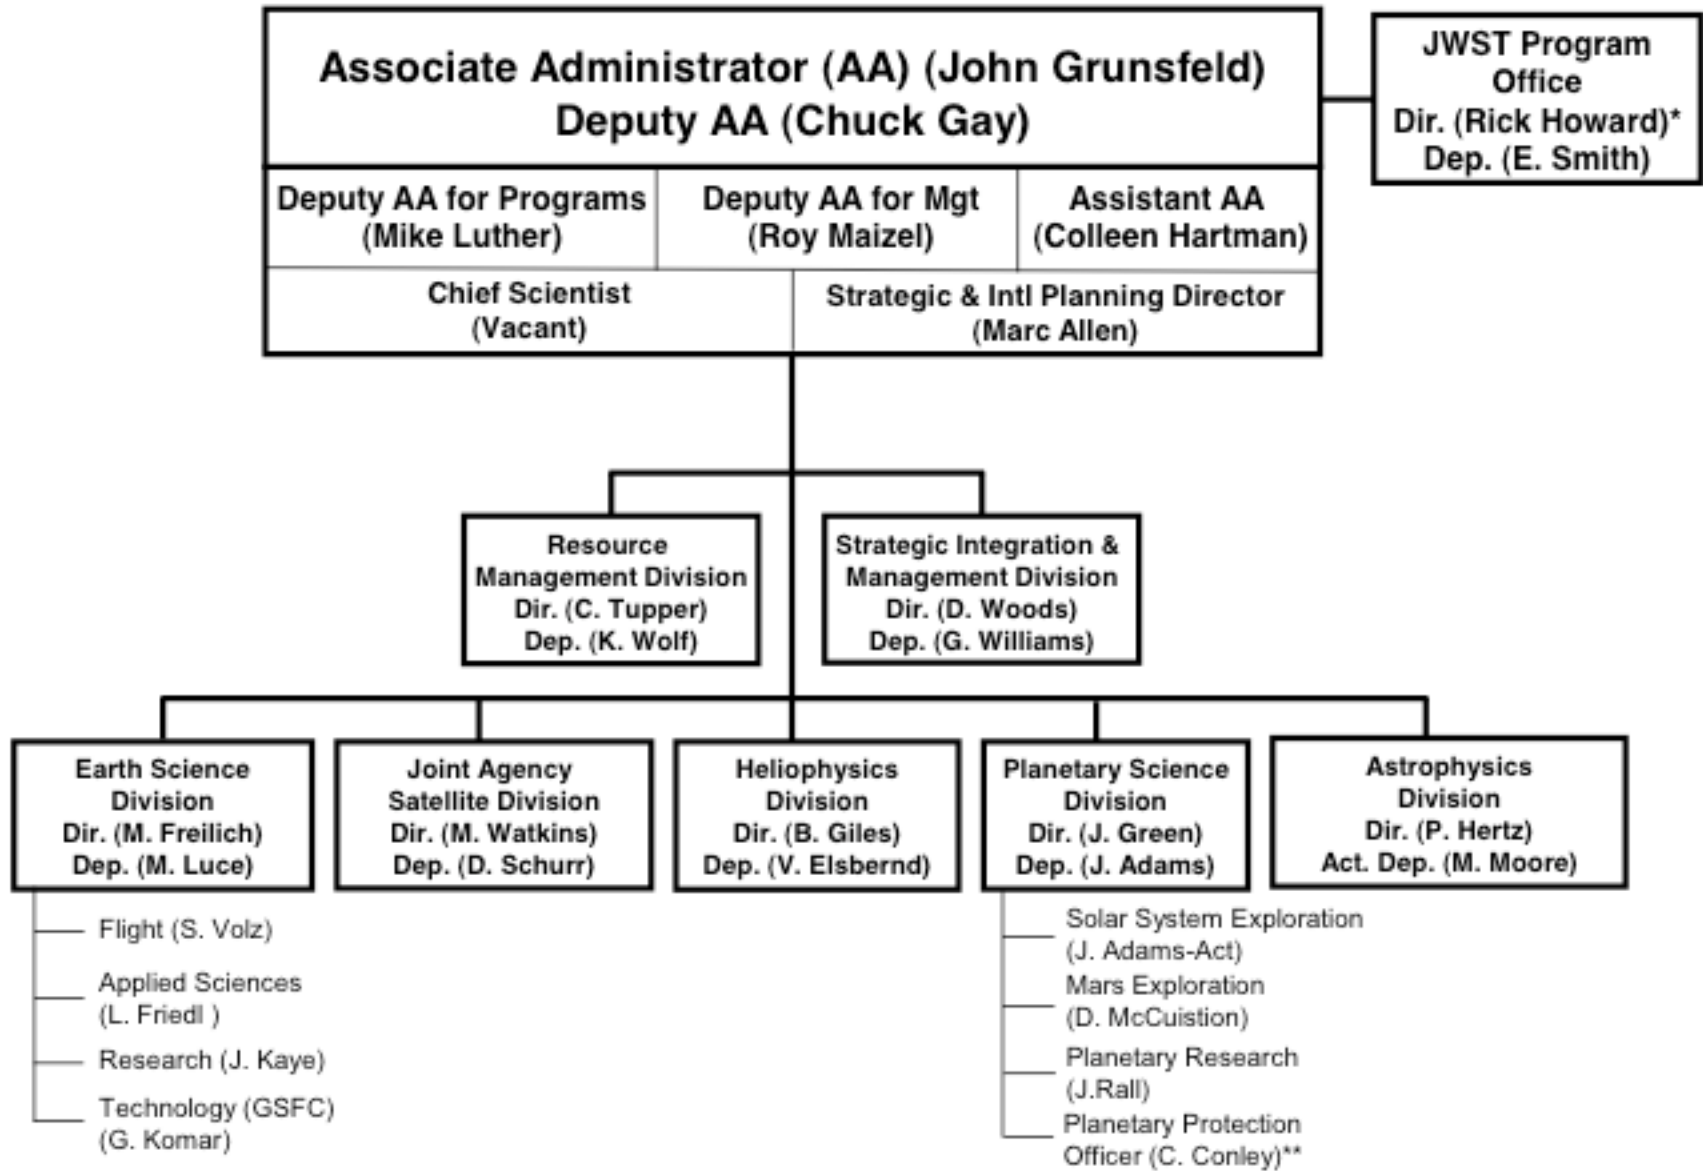 Associate Administrator (AA) (John Grunsfeld)
Deputy AA (Chuck Gay)
JWST Program
Office
Dir. (Rick Howard)*
Dep. (E. Smith)
Deputy AA for Programs
(Mike Luther)
Deputy AA for Mgt
(Roy Maizel)
Assistant AA
(Colleen Hartman)
Chief Scientist
(Vacant)
Strategic & Intl Planning Director
(Marc Allen)
Resource
Management Division
Dir. (C. Tupper)
Dep. (K. Wolf)
Strategic Integration &
Management Division
Dir. (D. Woods)
Dep. (G. Williams)
Earth Science
Division
Dir. (M. Freilich)
Dep. (M. Luce)
Joint Agency
Satellite Division
Dir. (M. Watkins)
Dep. (D. Schurr)
Heliophysics
Division
Dir. (B. Giles)
Dep. (V. Elsbernd)
Planetary Science
Division
Dir. (J. Green)
Dep. (J. Adams)
Astrophysics
Division
Dir. (P. Hertz)
Act. Dep. (M. Moore)
Flight (S. Volz)
Applied Sciences
(L. Friedl )
Research (J. Kaye)
Technology (GSFC)
(G. Komar)
Solar System Exploration
(J. Adams-Act)
Mars Exploration
(D. McCuistion)
Planetary Research
(J.Rall)
Planetary Protection
Officer (C. Conley)**